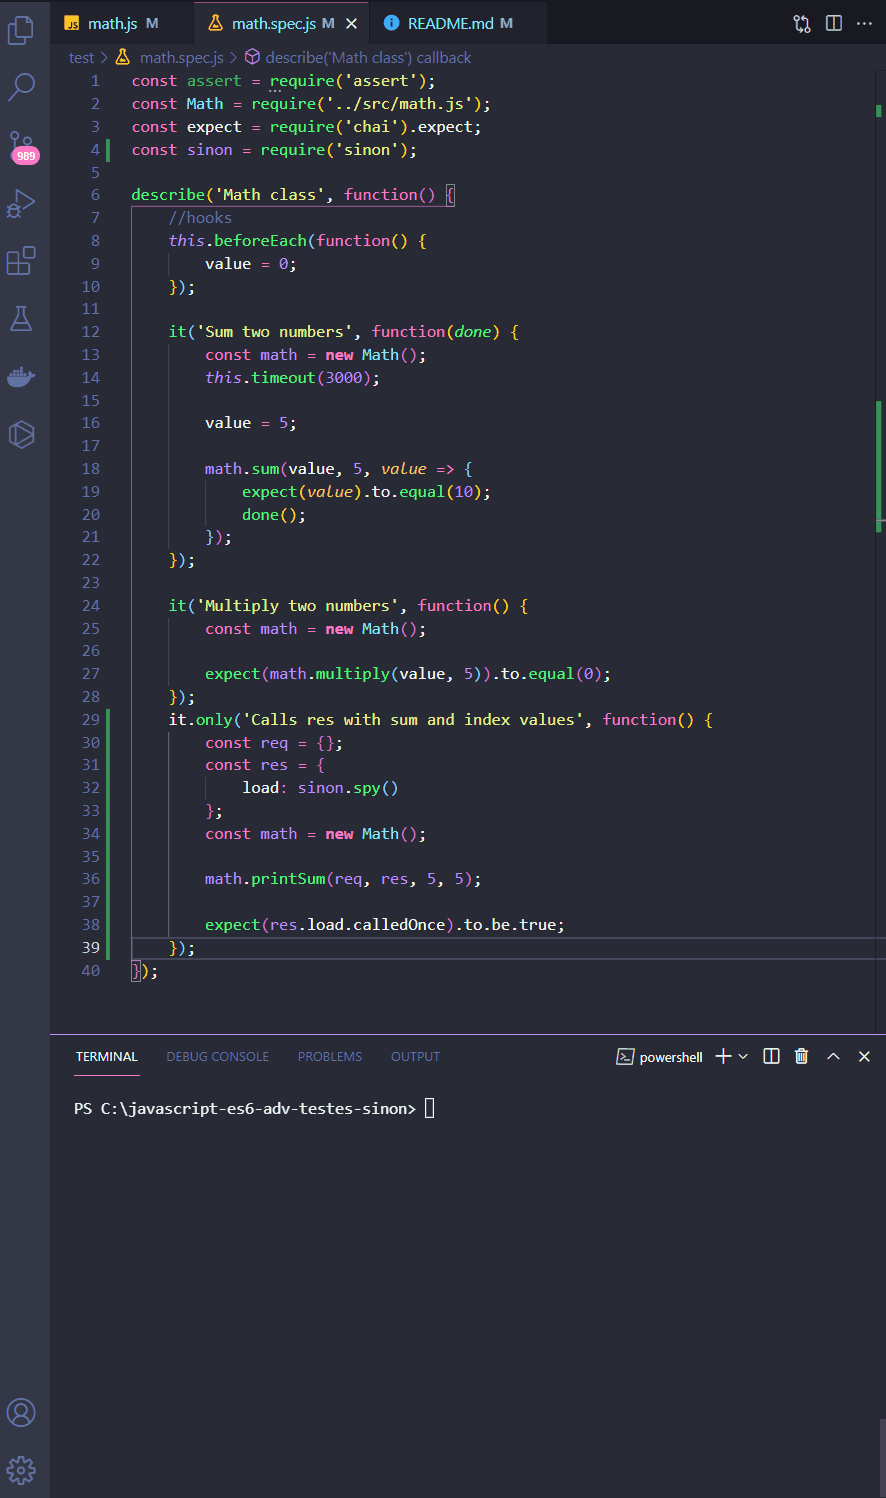 JS math.js M
math.spec.js M
README.md M
test > math.spec.js > describe('Math class') callback
989
1 const assert = require('assert');
2 const Math = require('../src/math.js');
3 const expect = require('chai').expect;
4 const sinon = require('sinon');
5
6 describe('Math class', function() {
7     //hooks
8     this.beforeEach(function() {
9         value = 0;
10     });
11
12     it('Sum two numbers', function(done) {
13         const math = new Math();
14         this.timeout(3000);
15
16         value = 5;
17
18         math.sum(value, 5, value => {
19             expect(value).to.equal(10);
20             done();
21         });
22     });
23
24     it('Multiply two numbers', function() {
25         const math = new Math();
26
27         expect(math.multiply(value, 5)).to.equal(0);
28     });
29     it.only('Calls res with sum and index values', function() {
30         const req = {};
31         const res = {
32             load: sinon.spy()
33         };
34         const math = new Math();
35
36         math.printSum(req, res, 5, 5);
37
38         expect(res.load.calledOnce).to.be.true;
39     });
40 });
TERMINAL DEBUG CONSOLE PROBLEMS OUTPUT powershell
PS C:\javascript-es6-adv-testes-sinon>